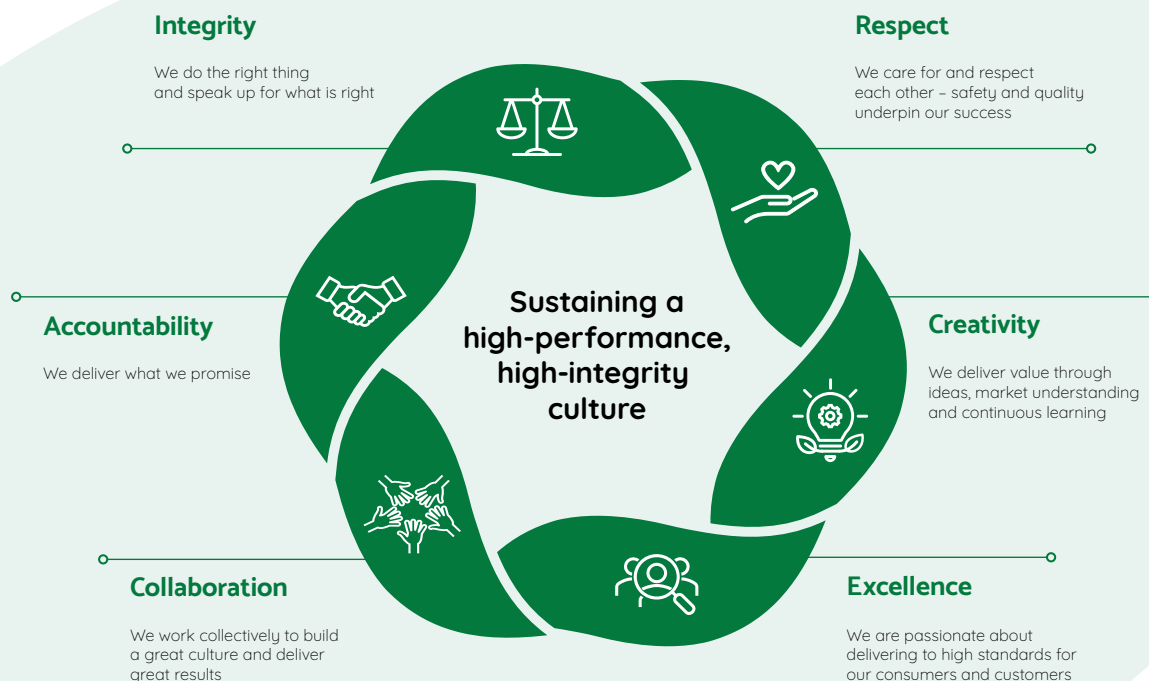 Integrity
We do the right thing
and speak up for what is right
Respect
We care for and respect
each other – safety and quality
underpin our success
Accountability
We deliver what we promise
Sustaining a
high-performance,
high-integrity
culture
Creativity
We deliver value through
ideas, market understanding
and continuous learning
Collaboration
We work collectively to build
a great culture and deliver
great results
Excellence
We are passionate about
delivering to high standards for
our consumers and customers